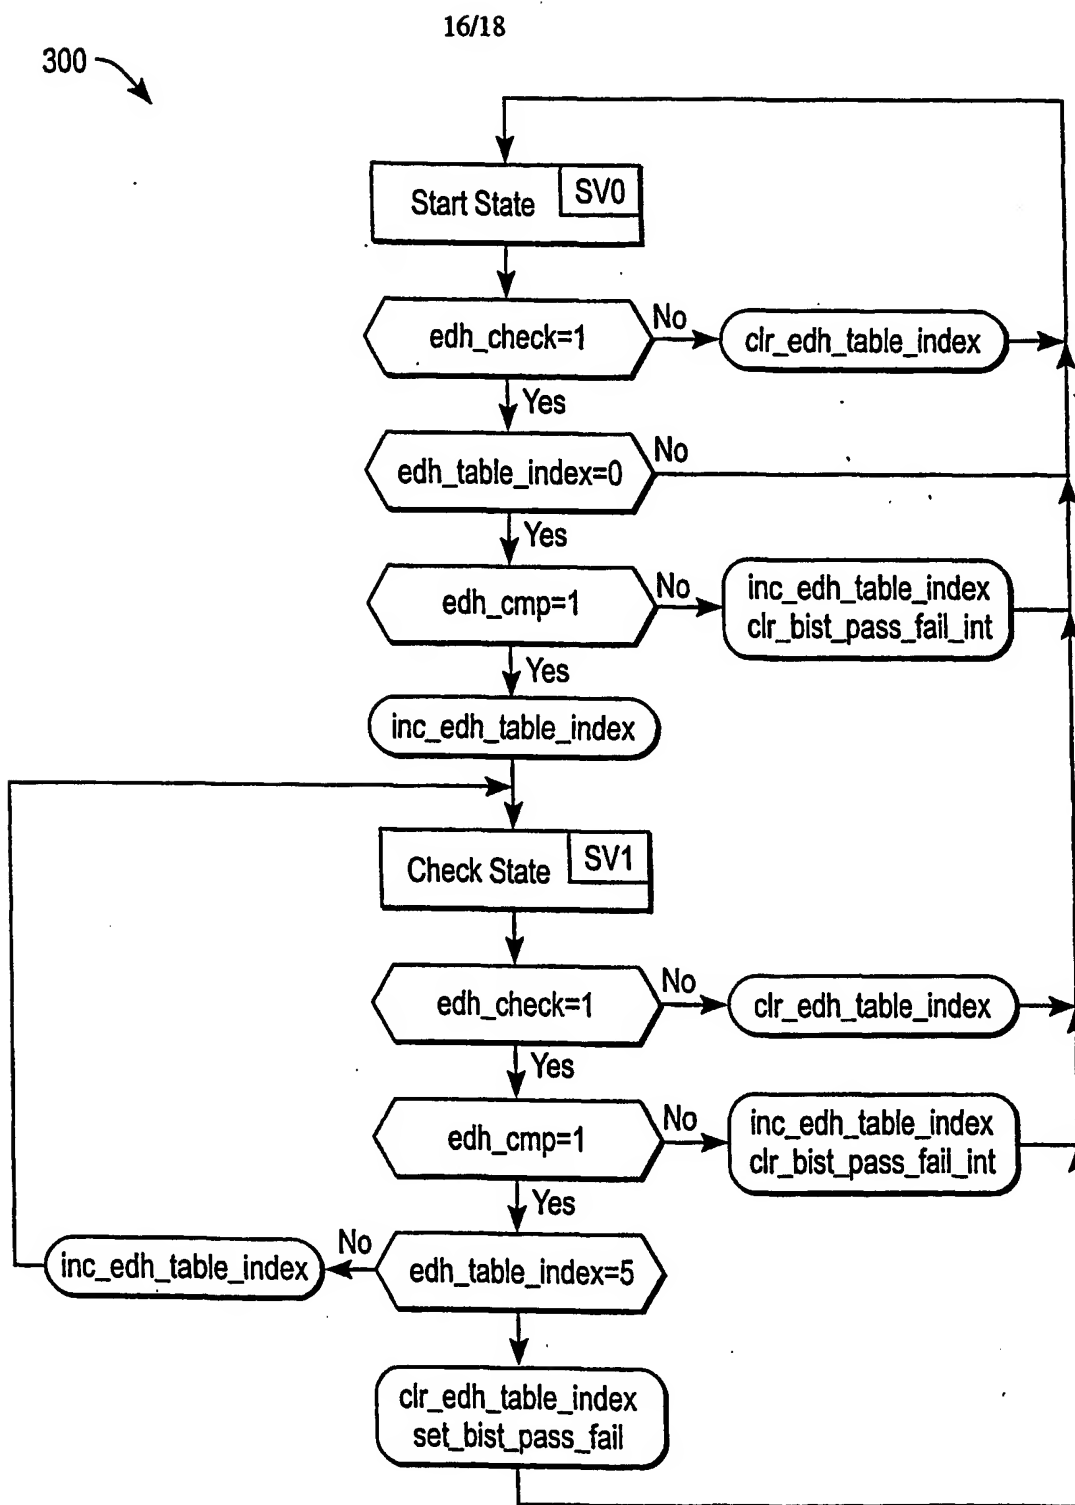 16/18
300
Start State
SV0
edh_check=1
No
clr_edh_table_index
Yes
edh_table_index=0
No
Yes
edh_cmp=1
No
inc_edh_table_index
clr_bist_pass_fail_int
Yes
inc_edh_table_index
Check State
SV1
edh_check=1
No
clr_edh_table_index
Yes
edh_cmp=1
No
inc_edh_table_index
clr_bist_pass_fail_int
Yes
inc_edh_table_index
No
edh_table_index=5
clr_edh_table_index
set_bist_pass_fail